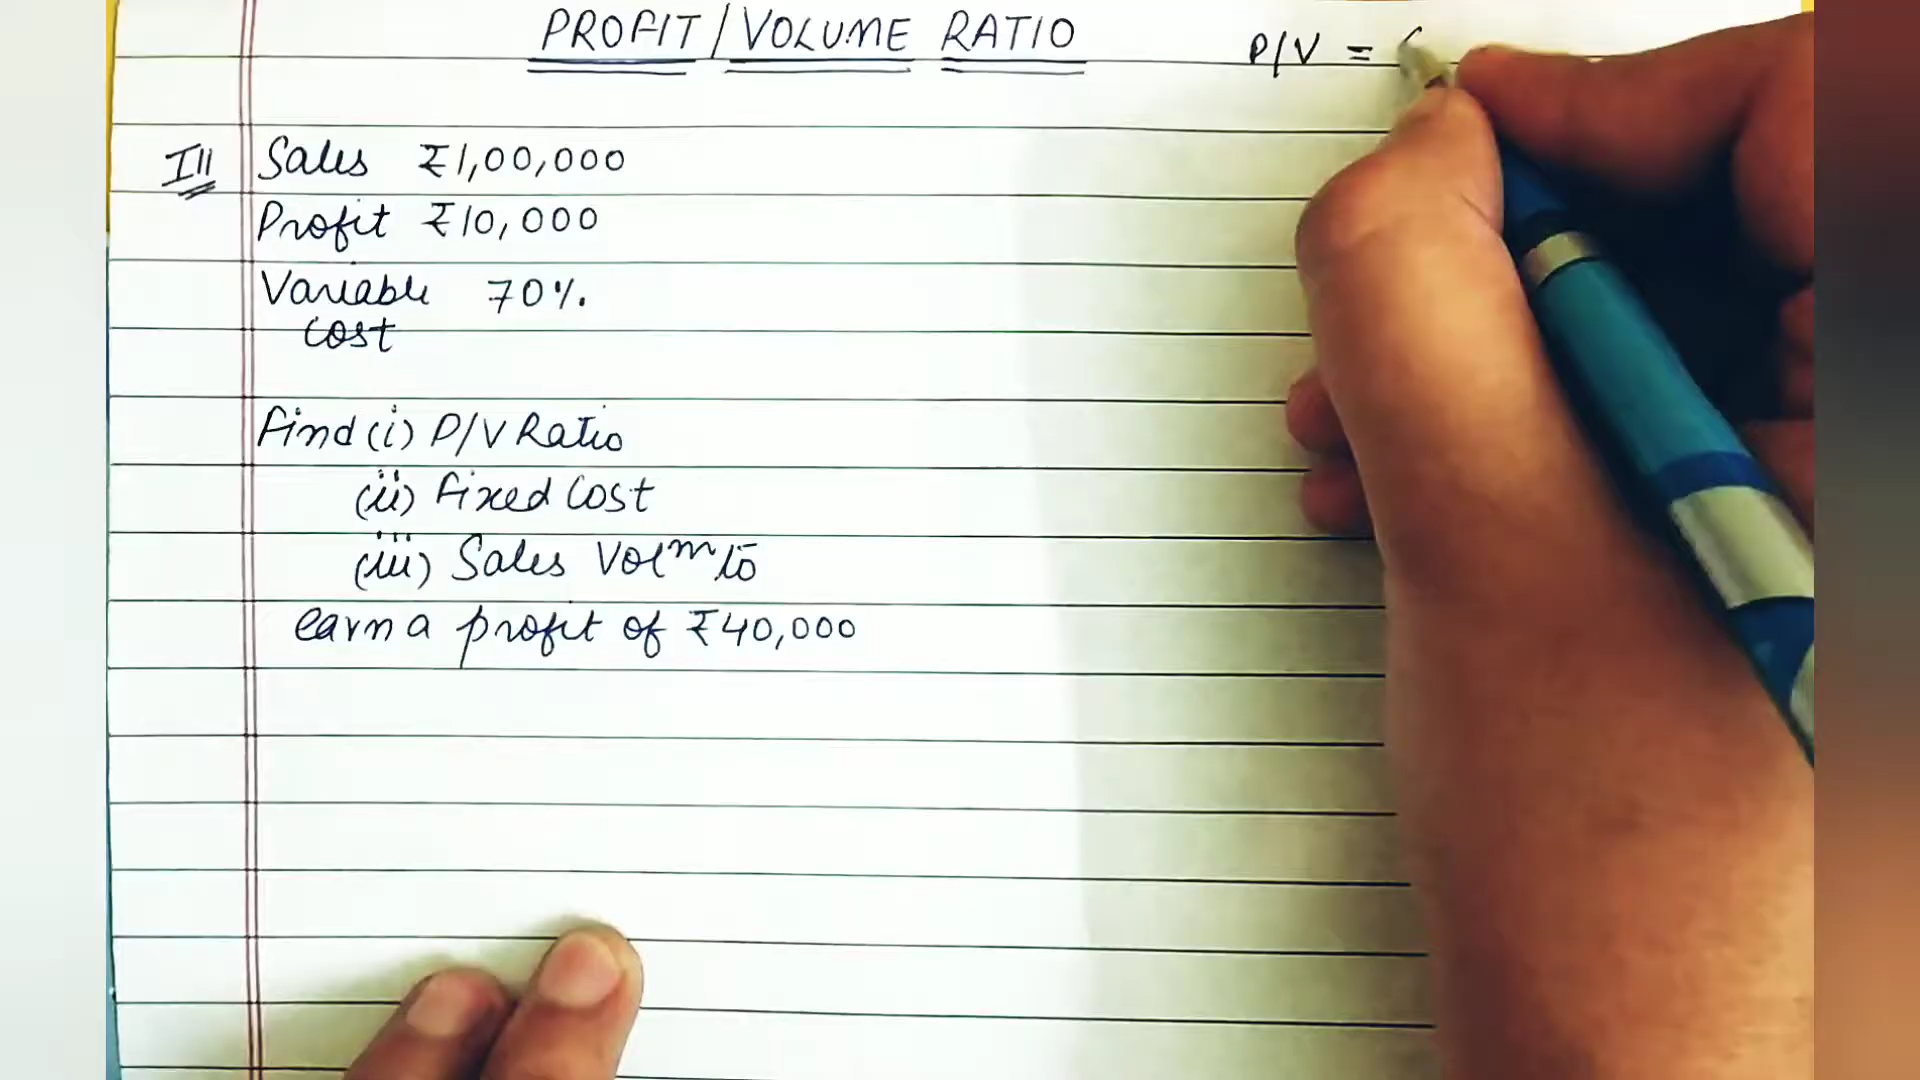 PROFIT/VOLUME RATIO
P/V =
Ill Sales ₹1,00,000
Profit ₹10,000
Variable 70%.
Cost
Find (i) P/V Ratio
(ii) Fixed Cost
(iii) Sales Volm to
earn a profit of ₹40,000